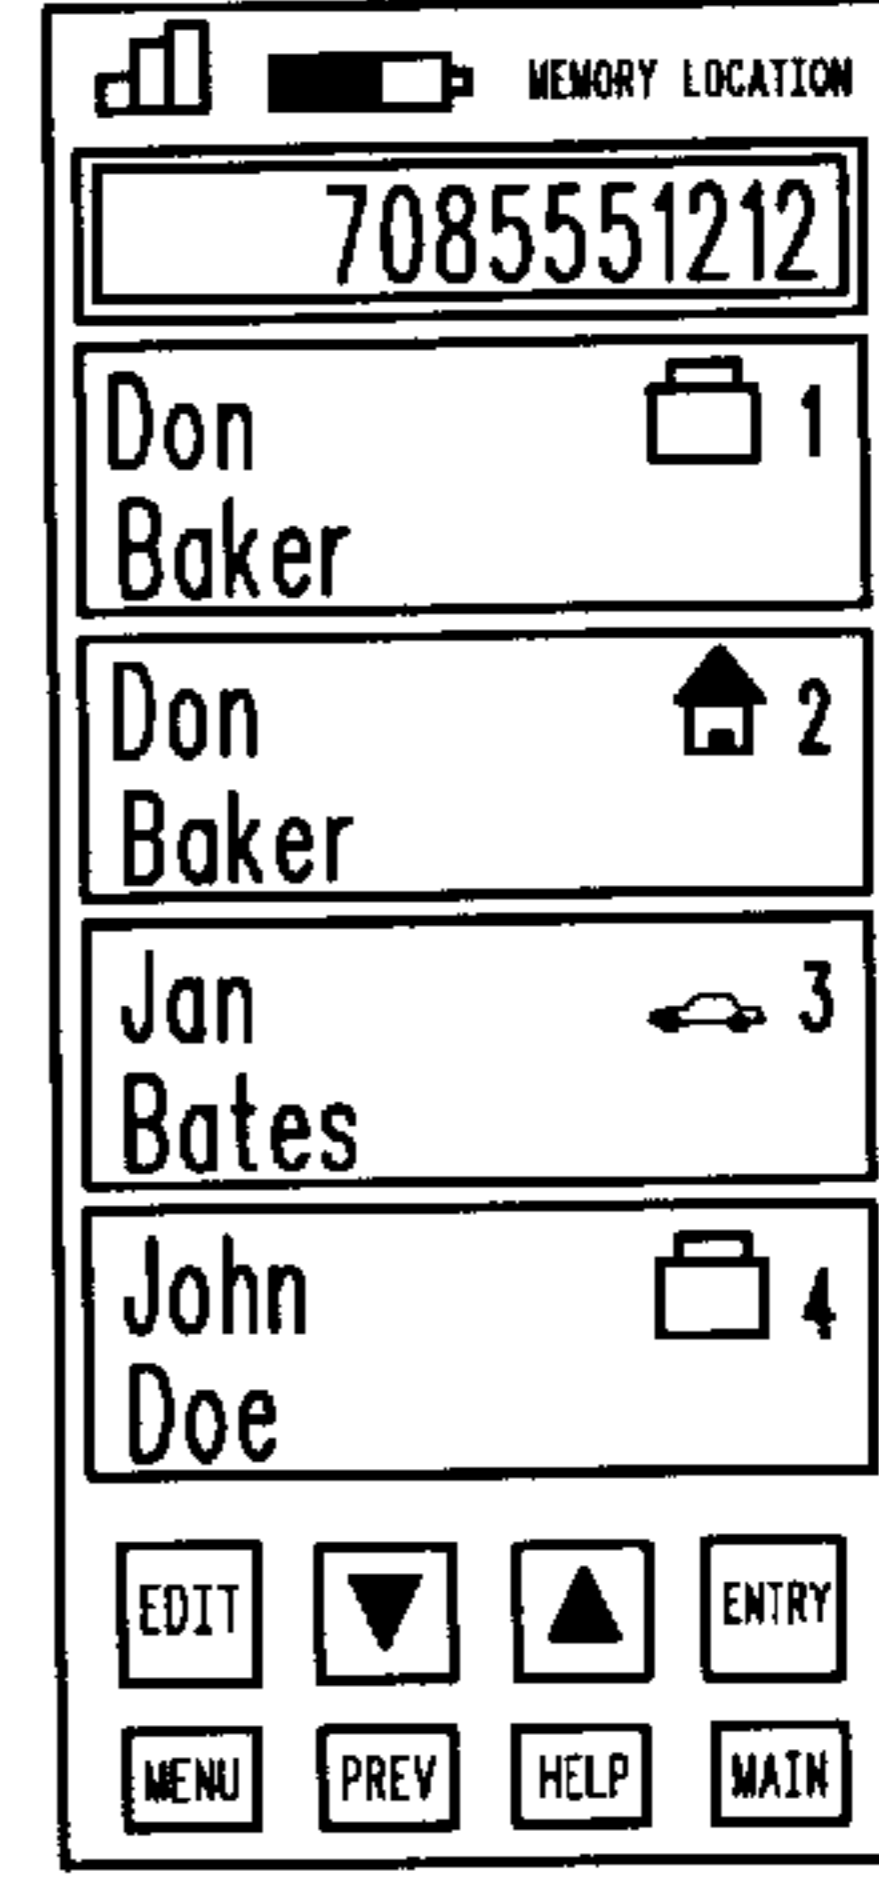 MEMORY LOCATION
7085551212
Don 1
Baker
Don 2
Baker
Jan 3
Bates
John 4
Doe
EDIT ENTRY
MENU PREV HELP MAIN